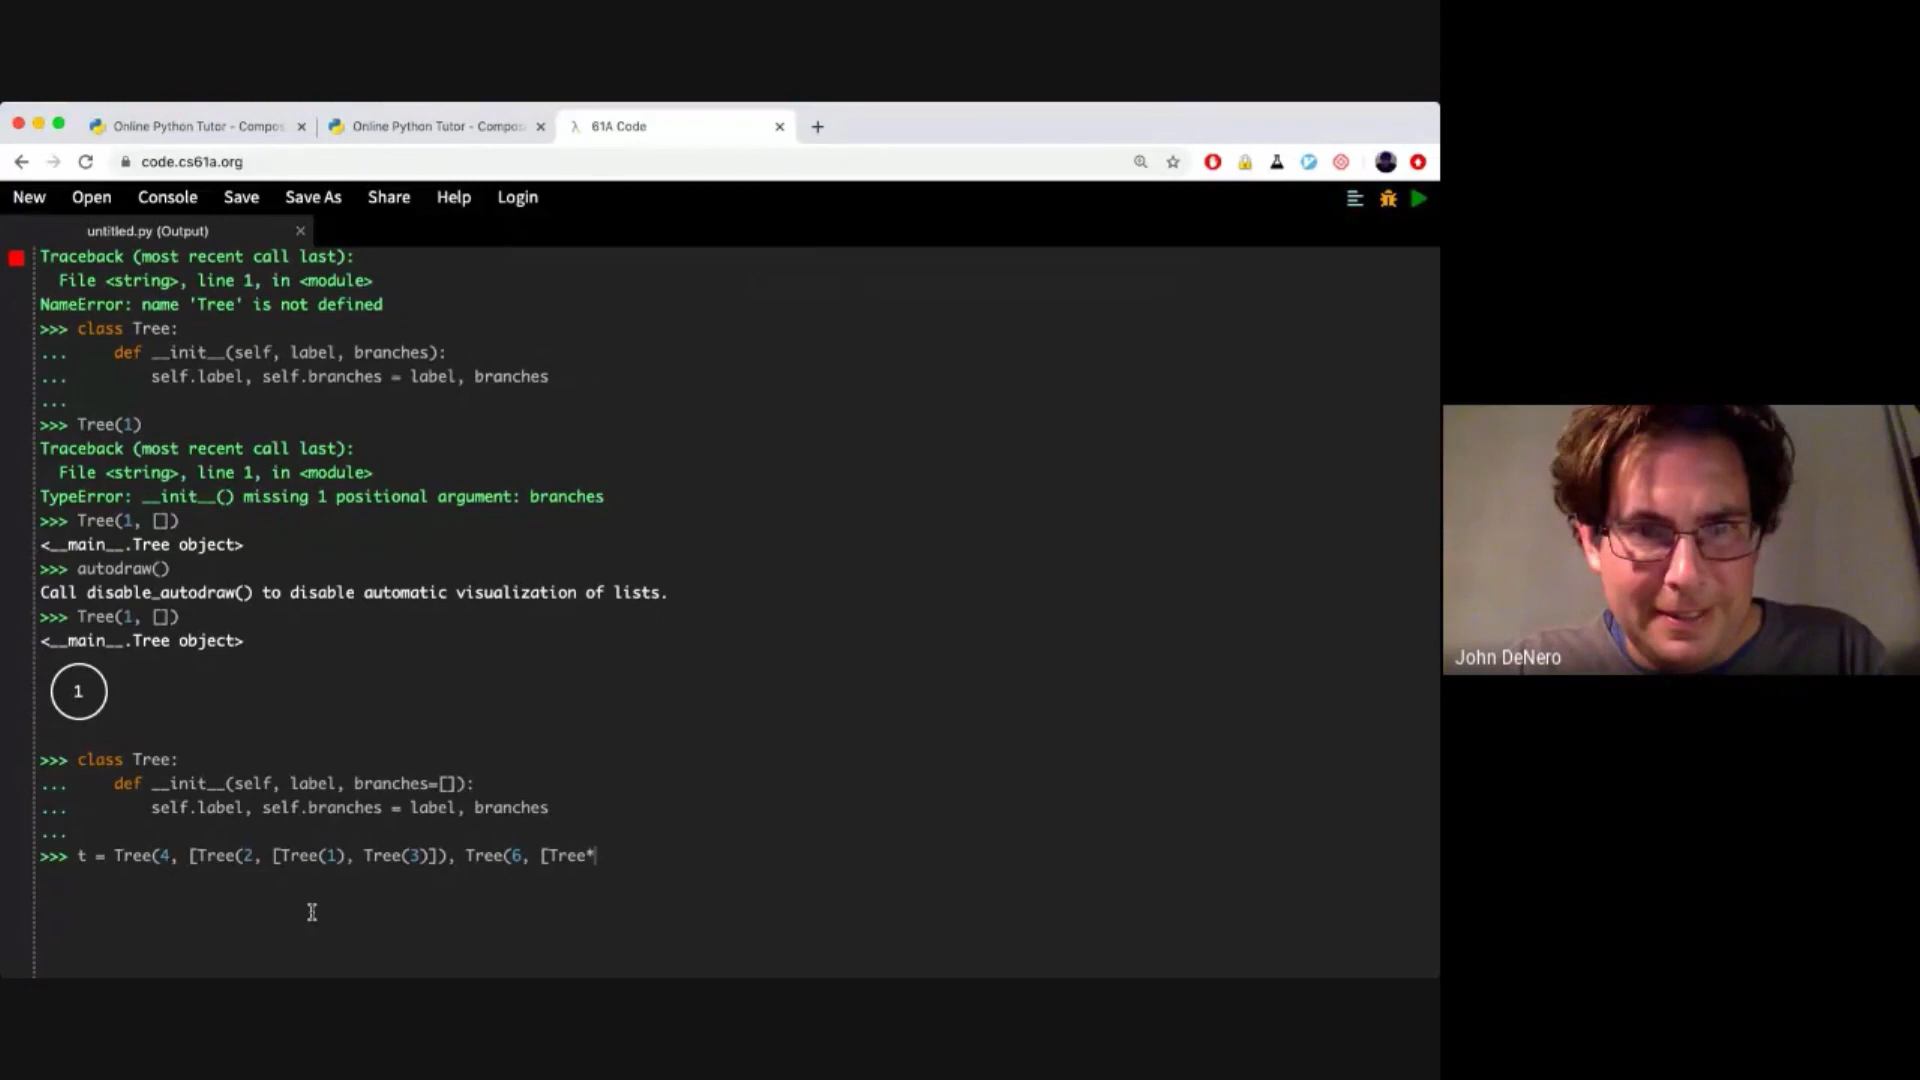 Online Python Tutor - Compos
Online Python Tutor - Compos
61A Code
code.cs61a.org
New Open Console Save Save As Share Help Login
untitled.py (Output)
Traceback (most recent call last):
File <string>, line 1, in <module>
NameError: name 'Tree' is not defined
>>> class Tree:
... def __init__(self, label, branches):
... self.label, self.branches = label, branches
...
>>> Tree(1)
Traceback (most recent call last):
File <string>, line 1, in <module>
TypeError: __init__() missing 1 positional argument: branches
>>> Tree(1, [])
<__main__.Tree object>
>>> autodraw()
Call disable_autodraw() to disable automatic visualization of lists.
>>> Tree(1, [])
<__main__.Tree object>
1
>>> class Tree:
... def __init__(self, label, branches=[]):
... self.label, self.branches = label, branches
...
>>> t = Tree(4, [Tree(2, [Tree(1), Tree(3)]), Tree(6, [Tree*
John DeNero